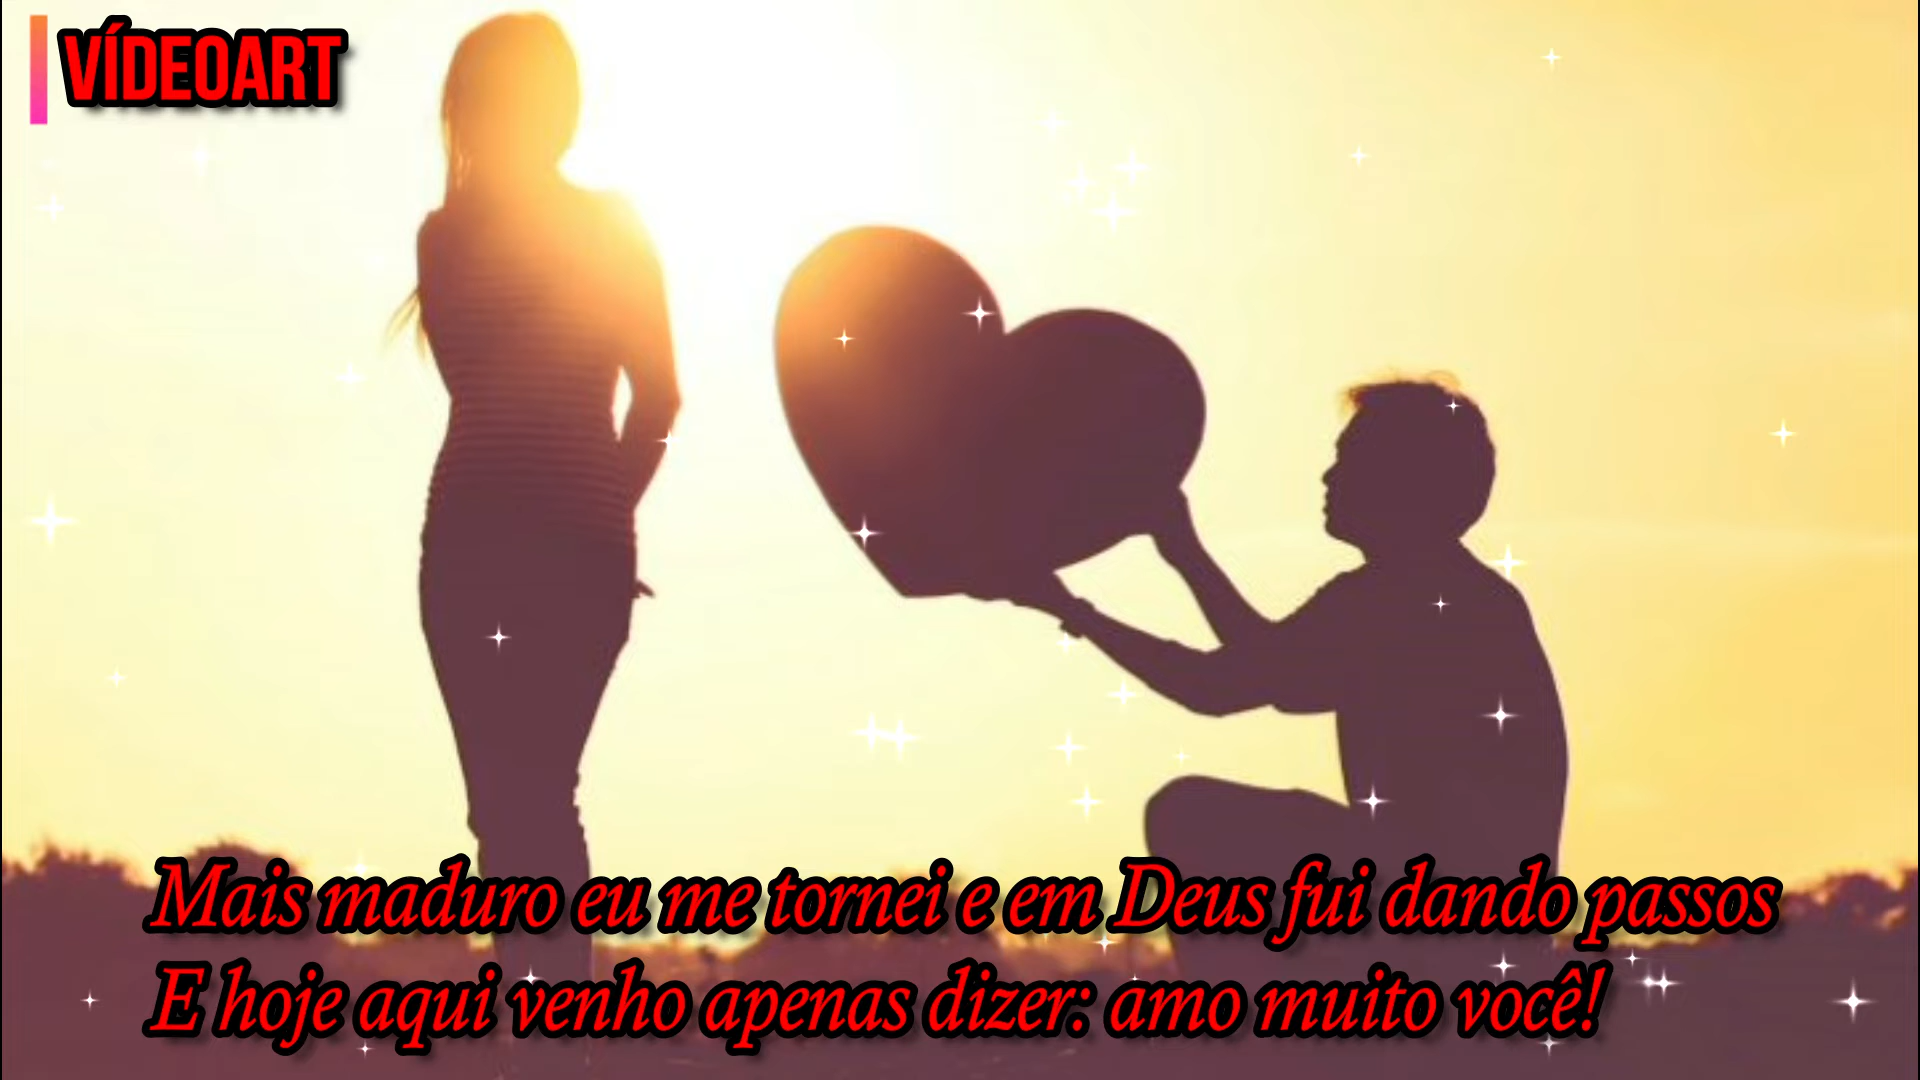 VÍDEOART
Mais maduro eu me tornei e em Deus fui dando passos
E hoje aqui venho apenas dizer: amo muito você!